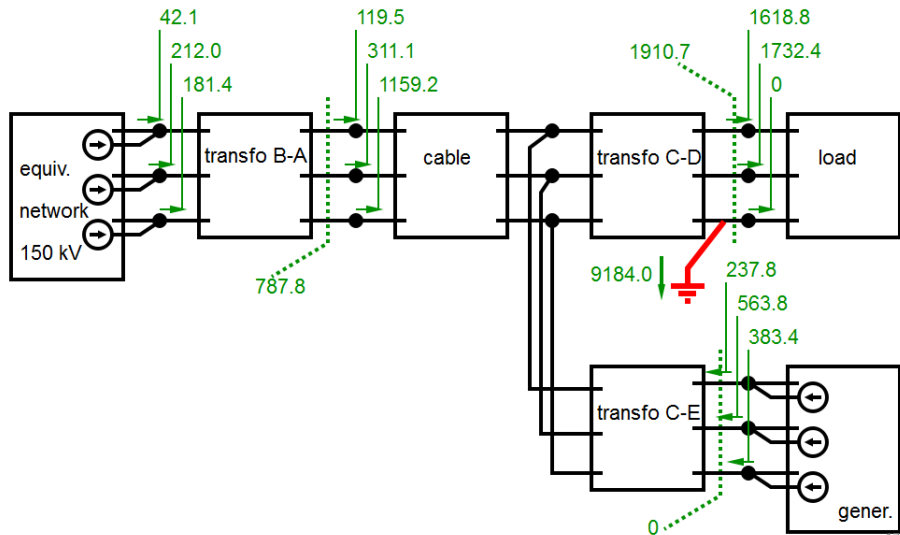 42.1
212.0
181.4
119.5
311.1
1159.2
1618.8
1910.7
1732.4
0
equiv.
network
150 kV
transfo B-A
cable
transfo C-D
load
787.8
9184.0
237.8
563.8
383.4
transfo C-E
gener.
0